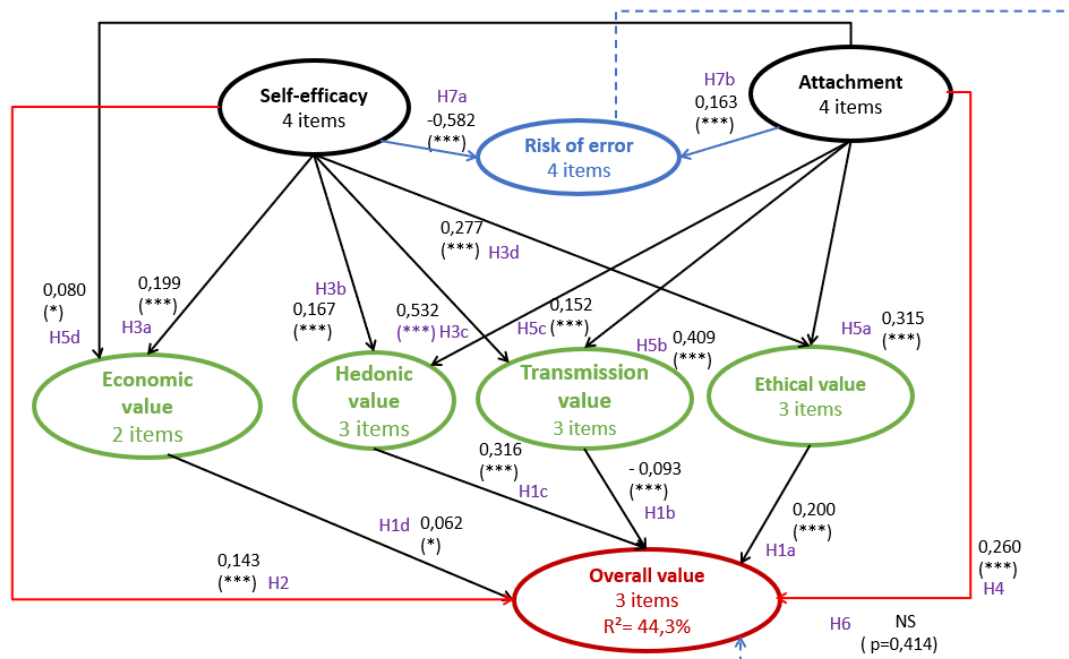 Self-efficacy
4 items
H7a
-0,582
(***)
Risk of error
4 items
H7b
0,163
(***)
Attachment
4 items
0,277
(***) H3d
0,080
(*)
H5d
0,199
(***)
H3a
H3b
0,167
(***)
0,532
(***) H3c
0,152
H5c (***)
H5b 0,409
(***)
H5a 0,315
(***)
Economic
value
2 items
Hedonic
value
3 items
Transmission
value
3 items
Ethical value
3 items
0,316
(***)
H1c
- 0,093
(***)
H1b
0,200
(***)
H1a
H1d 0,062
(*)
0,143
(***) H2
0,260
(***)
H4
Overall value
3 items
R²= 44,3%
H6 NS
( p=0,414)